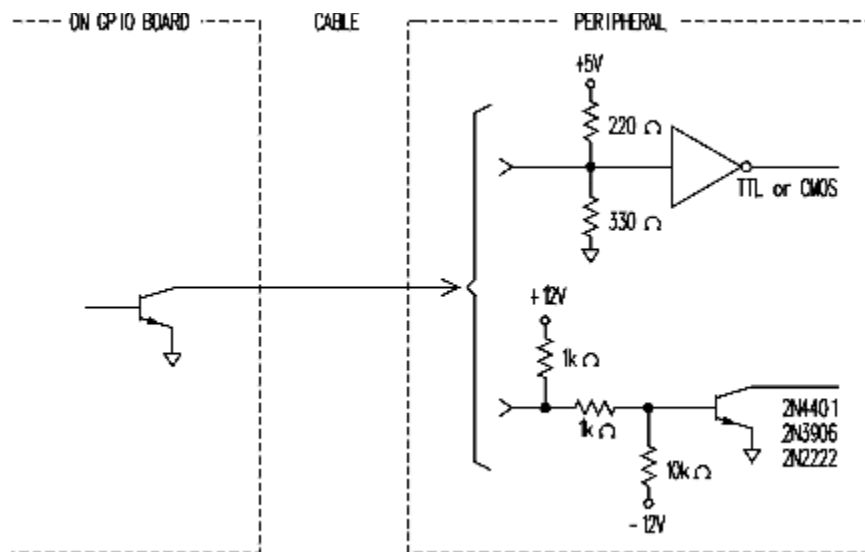 ON GPIO BOARD
CABLE
PERIPHERAL
+5V
220 Ω
TTL or CMOS
330 Ω
+12V
1k Ω
1k Ω
2N4401
2N3906
2N2222
10k Ω
-12V